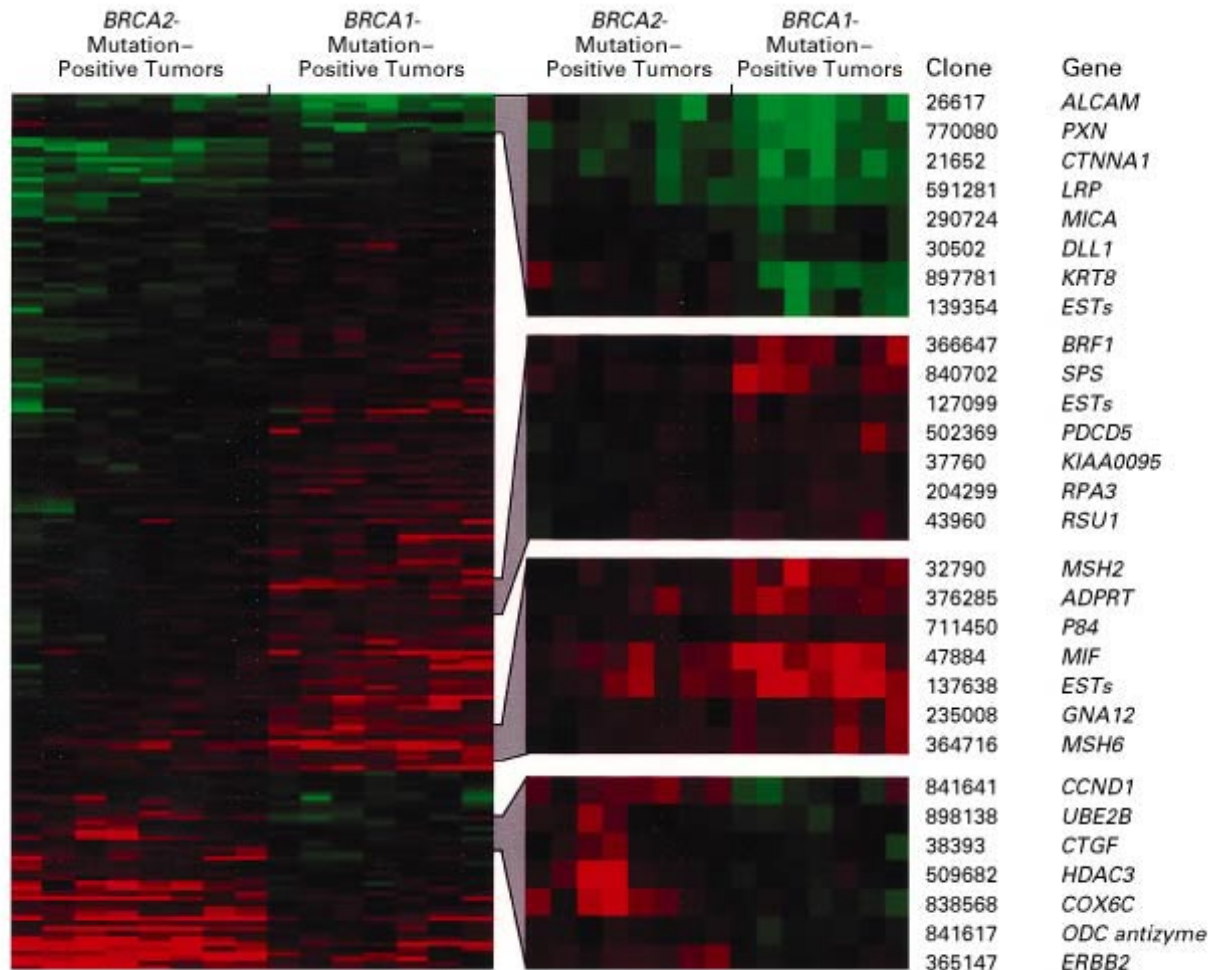 BRCA2-
Mutation–
Positive Tumors
BRCA1-
Mutation–
Positive Tumors
BRCA2-
Mutation–
Positive Tumors
BRCA1-
Mutation–
Positive Tumors
Clone Gene
26617 ALCAM
770080 PXN
21652 CTNNA1
591281 LRP
290724 MICA
30502 DLL1
897781 KRT8
139354 ESTs
366647 BRF1
840702 SPS
127099 ESTs
502369 PDCD5
37760 KIAA0095
204299 RPA3
43960 RSU1
32790 MSH2
376285 ADPRT
711450 P84
47884 MIF
137638 ESTs
235008 GNA12
364716 MSH6
841641 CCND1
898138 UBE2B
38393 CTGF
509682 HDAC3
838568 COX6C
841617 ODC antizyme
365147 ERBB2